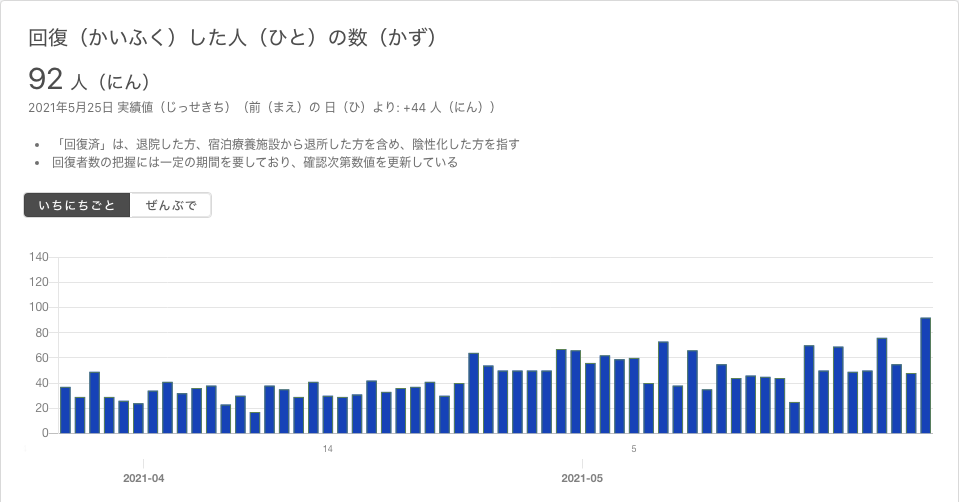 回復（かいふく）した人（ひと）の数（かず）
92 人（にん）
2021年5月25日 実績値（じっせきち）（前（まえ）の 日（ひ）より: +44 人（にん））
「回復済」は、退院した方、宿泊療養施設から退所した方を含め、陰性化した方を指す
回復者数の把握には一定の期間を要しており、確認次第数値を更新している
いちにちごと ぜんぶで
140
120
100
80
60
40
20
0
14 5
2021-04 2021-05